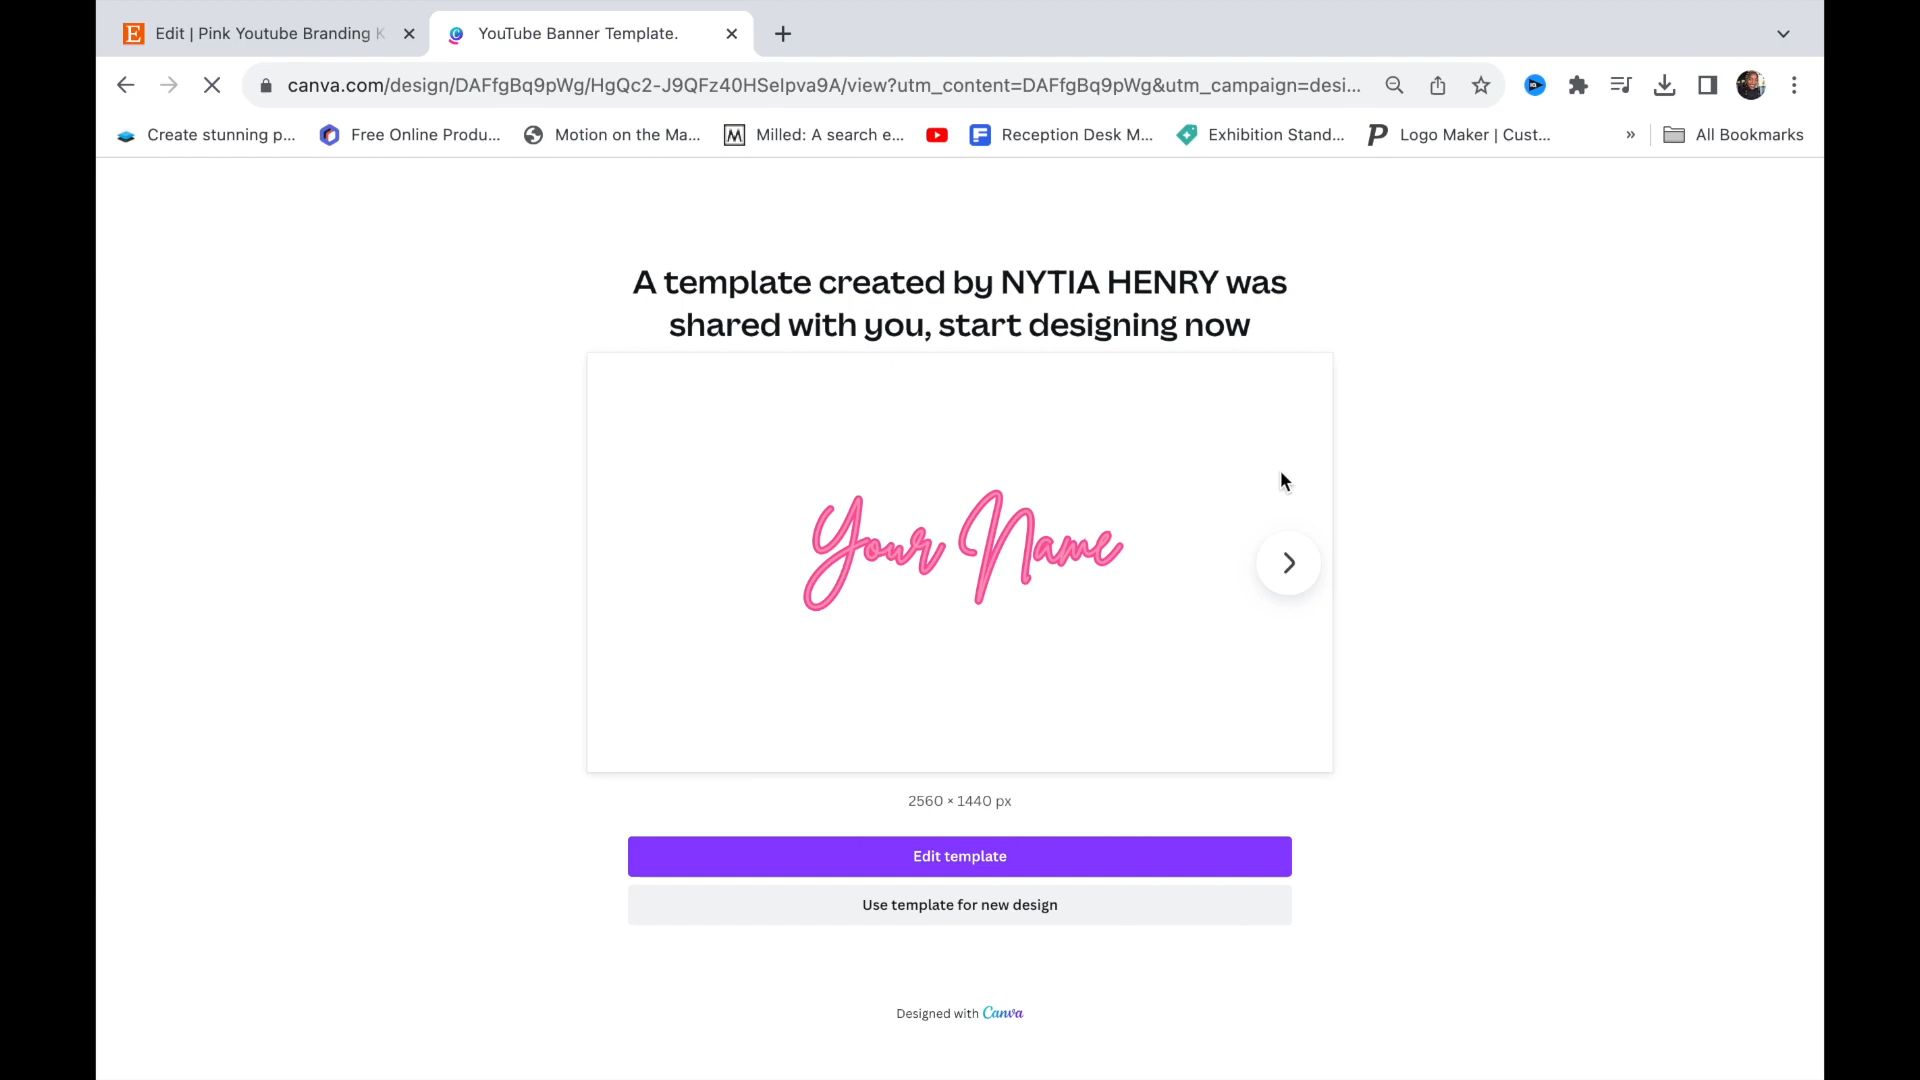 Edit | Pink Youtube Branding K
YouTube Banner Template.
canva.com/design/DAFfgBq9pWg/HgQc2-J9QFz40HSelpva9A/view?utm_content=DAFfgBq9pWg&utm_campaign=desi...
Create stunning p...
Free Online Produ...
Motion on the Ma...
M
Milled: A search e...
Reception Desk M...
Exhibition Stand...
Logo Maker | Cust...
»
All Bookmarks
A template created by NYTIA HENRY was
shared with you, start designing now
Your Name
2560 × 1440 px
Edit template
Use template for new design
Designed with Canva